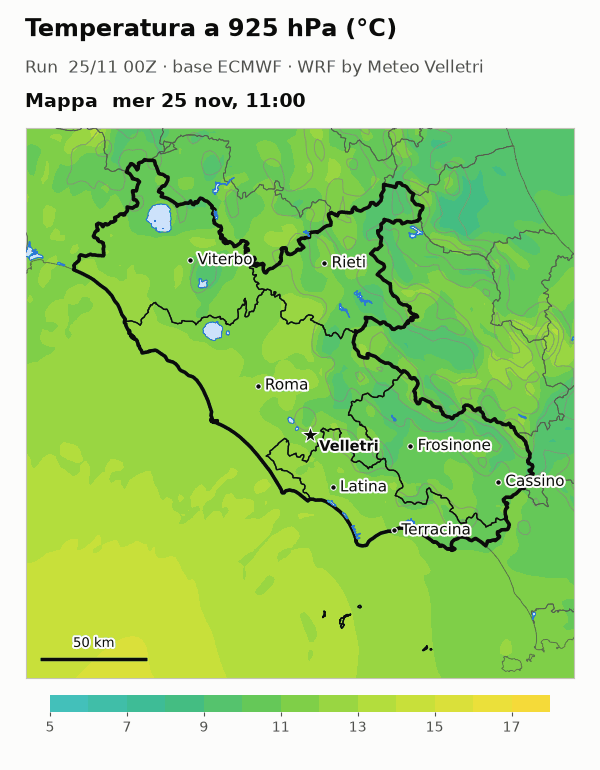 Temperatura a 925 hPa (°C)
Run  25/11 00Z · base ECMWF · WRF by Meteo Velletri
Mappa  mer 25 nov, 11:00
Viterbo
Rieti
Roma
Velletri
Frosinone
Cassino
Latina
Terracina
50 km
5 7 9 11 13 15 17